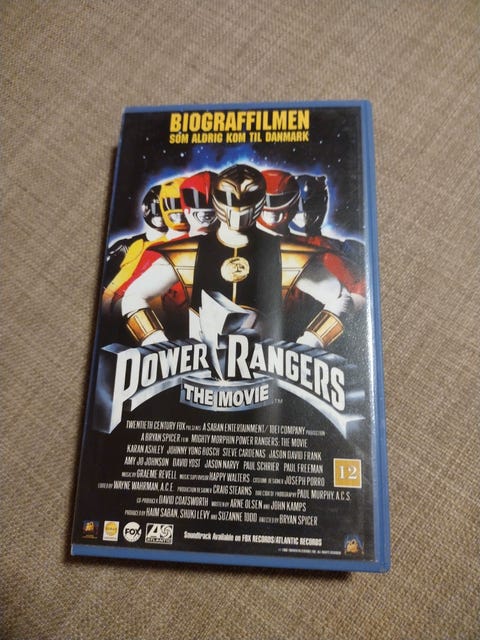 BIOGRAFFILMEN
SOM ALDRIG KOM TIL DANMARK
POWER RANGERS
THE MOVIE
TM
TWENTIETH CENTURY FOX PRESENTS A SABAN ENTERTAINMENT / TOEI COMPANY PRODUCTION
A BRYAN SPICER FILM MIGHTY MORPHIN POWER RANGERS: THE MOVIE
KARAN ASHLEY JOHNNY YONG BOSCH STEVE CARDENAS JASON DAVID FRANK
AMY JO JOHNSON DAVID YOST JASON NARVY PAUL SCHRIER PAUL FREEMAN
MUSIC BY GRAEME REVELL MUSIC SUPERVISOR HAPPY WALTERS COSTUME DESIGNER JOSEPH PORRO
EDITED BY WAYNE WAHRMAN, A.C.E. PRODUCTION DESIGNER CRAIG STEARNS DIRECTOR OF PHOTOGRAPHY PAUL MURPHY, A.C.S.
CO-PRODUCER DAVID COATSWORTH WRITTEN BY ARNE OLSEN AND JOHN KAMPS
PRODUCED BY HAIM SABAN, SHUKI LEVY AND SUZANNE TODD DIRECTED BY BRYAN SPICER
12
FOX
ATLANTIC
Soundtrack Available on FOX RECORDS/ATLANTIC RECORDS